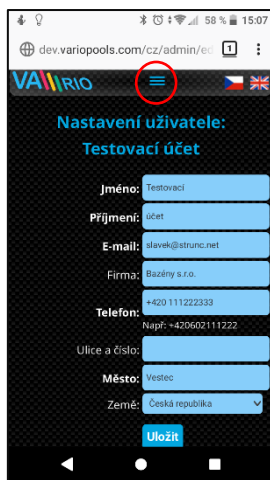 58 % 15:07
dev.variopools.com/cz/admin/ed 1
VARIO
Nastavení uživatele:
Testovací účet
Jméno: Testovací
Příjmení: účet
E-mail: slavek@strunc.net
Firma: Bazény s.r.o.
Telefon: +420 111222333
Např: +420602111222
Ulice a číslo:
Město: Vestec
Země: Česká republika
Uložit